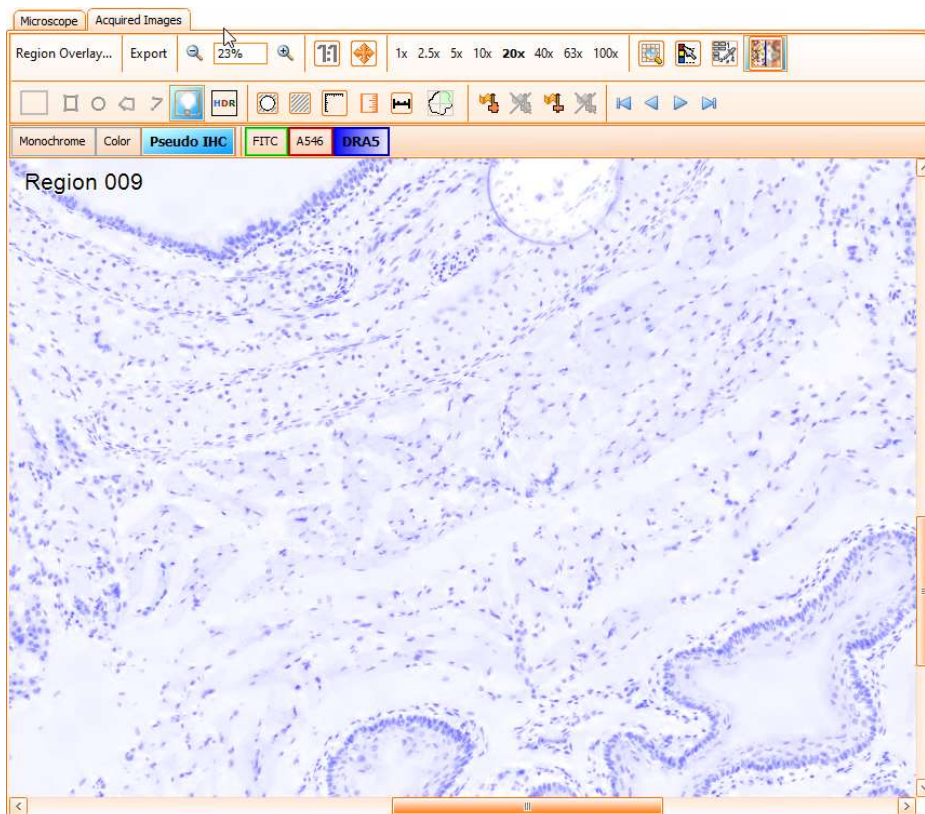 Microscope Acquired Images
Region Overlay... Export 23% 1:1 1x 2.5x 5x 10x 20x 40x 63x 100x
HDR
Monochrome Color Pseudo IHC FITC A546 DRA5
Region 009